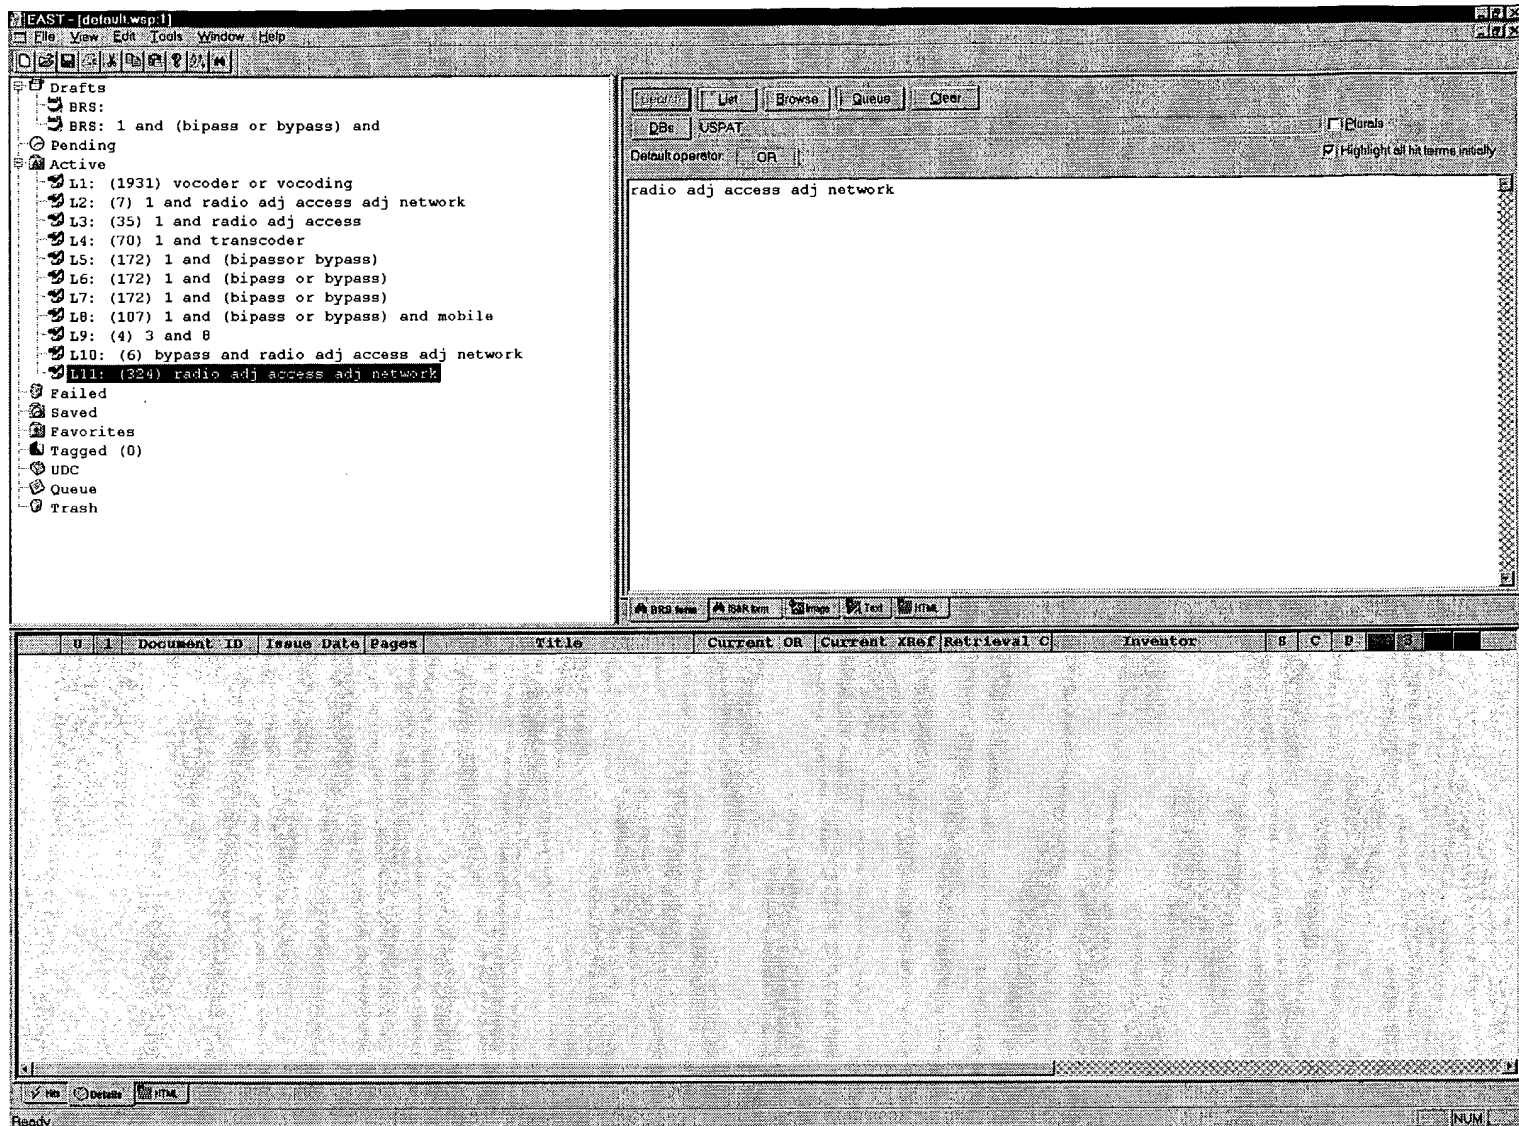 EAST - [default.wsp:1]
File View Edit Tools Window Help
Drafts
BRS:
BRS: 1 and (bipass or bypass) and
Pending
Active
L1: (1931) vocoder or vocoding
L2: (7) 1 and radio adj access adj network
L3: (35) 1 and radio adj access
L4: (70) 1 and transcoder
L5: (172) 1 and (bipassor bypass)
L6: (172) 1 and (bipass or bypass)
L7: (172) 1 and (bipass or bypass)
L8: (107) 1 and (bipass or bypass) and mobile
L9: (4) 3 and 8
L10: (6) bypass and radio adj access adj network
L11: (324) radio adj access adj network
Failed
Saved
Favorites
Tagged (0)
UDC
Queue
Trash
Search List Browse Queue Clear
DBs USPAT
Plurals
Default operator: OR
Highlight all hit terms initially
radio adj access adj network
BRS form IS&R form Image Text HTML
U 1 Document ID Issue Date Pages Title Current OR Current XRef Retrieval C Inventor S C P 3
Hits Details HTML
Ready
NUM